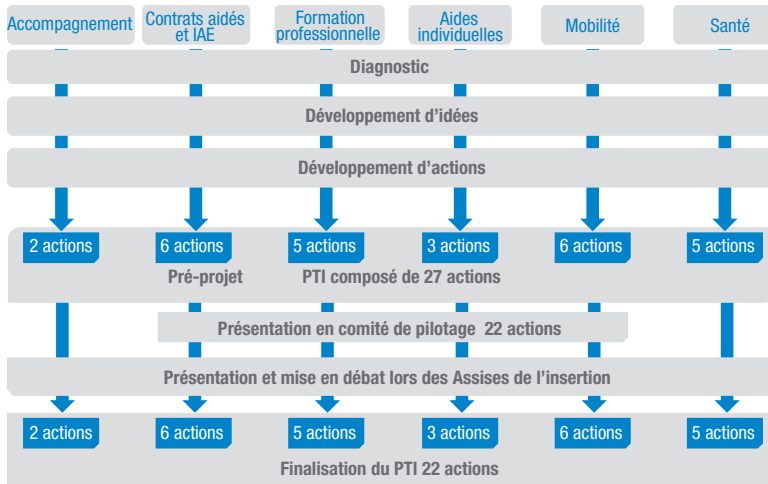 Accompagnement
Contrats aidés
et IAE
Formation
professionnelle
Aides
individuelles
Mobilité
Santé
Diagnostic
Développement d'idées
Développement d'actions
2 actions
6 actions
5 actions
3 actions
6 actions
5 actions
Pré-projet PTI composé de 27 actions
Présentation en comité de pilotage 22 actions
Présentation et mise en débat lors des Assises de l'insertion
2 actions
6 actions
5 actions
3 actions
6 actions
5 actions
Finalisation du PTI 22 actions